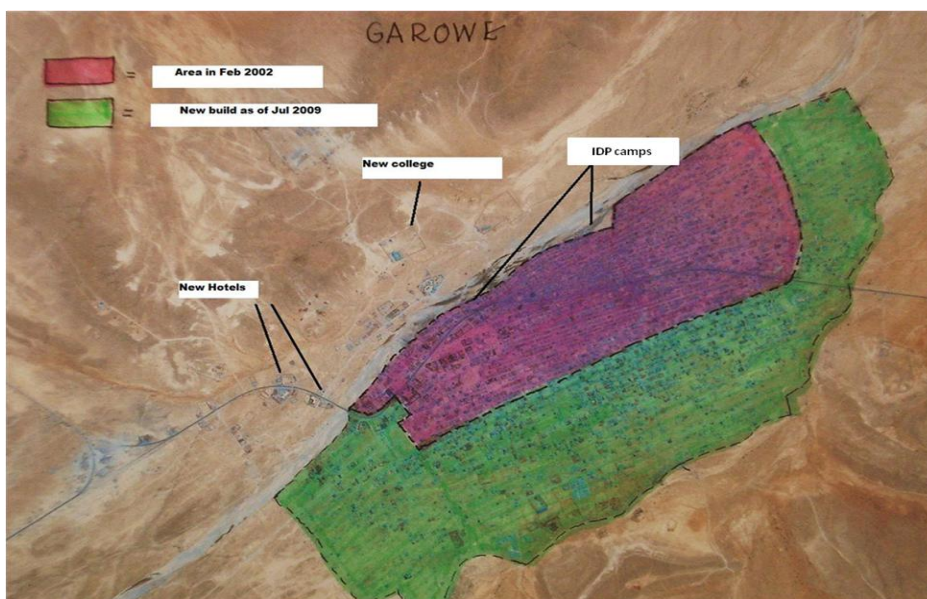 GAROWE
= Area in Feb 2002
= New build as of Jul 2009
IDP camps
New college
New Hotels